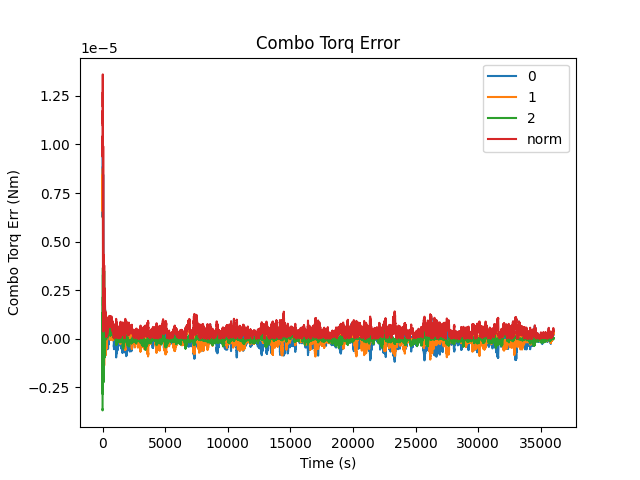 Combo Torq Error
1e−5
1.25
1.00
0.75
0.50
0.25
0.00
−0.25
Combo Torq Err (Nm)
0
1
2
norm
0 5000 10000 15000 20000 25000 30000 35000
Time (s)